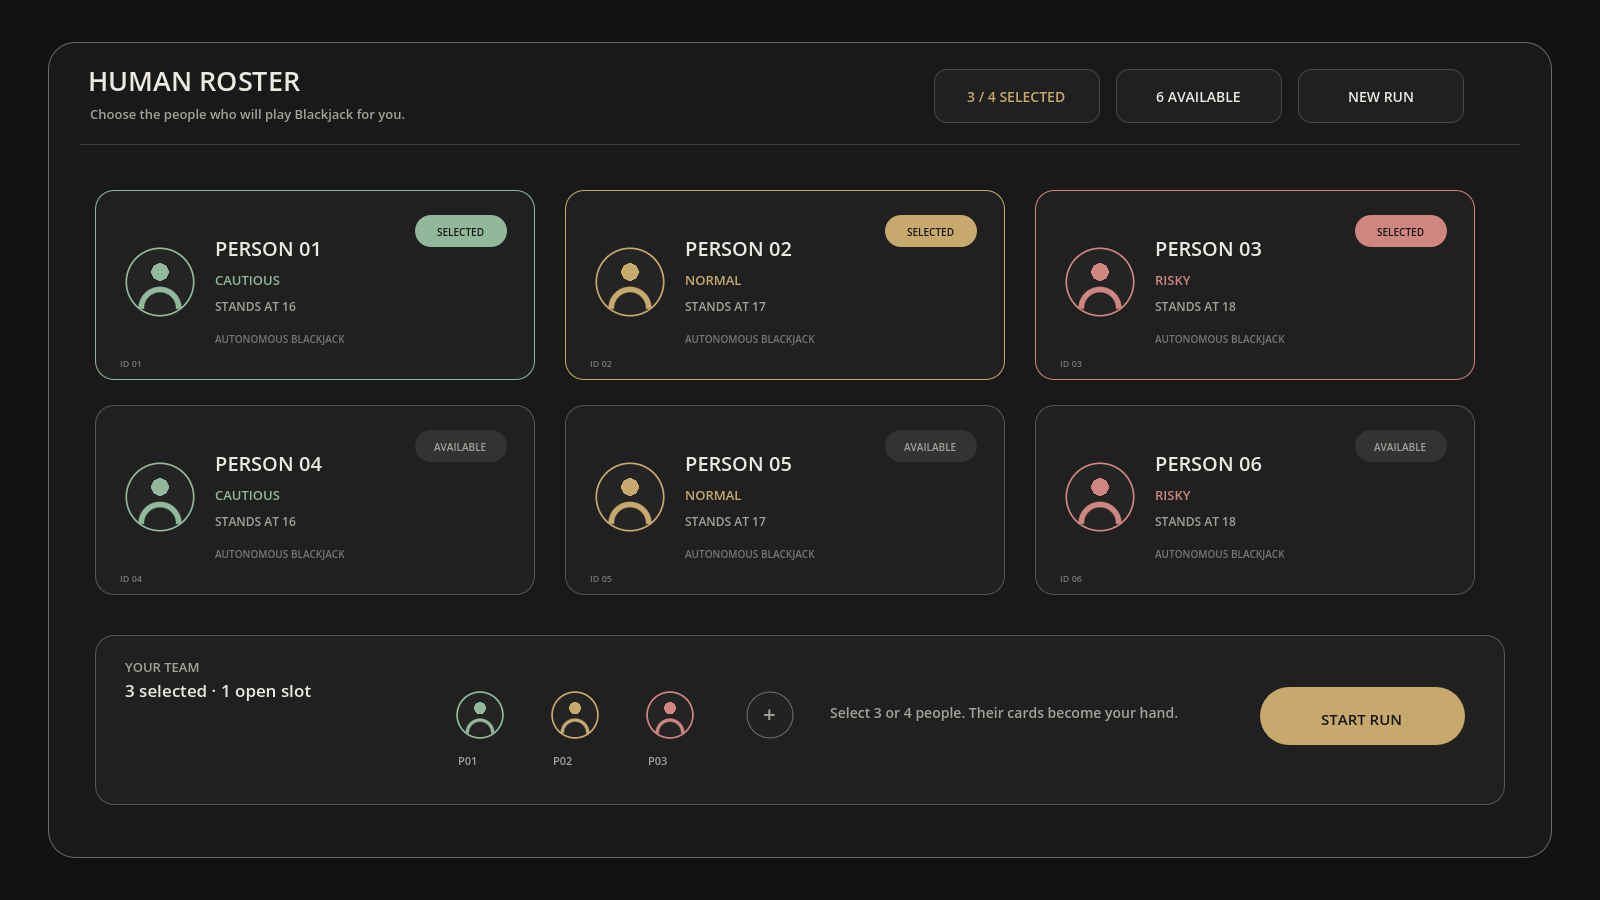 HUMAN ROSTER
Choose the people who will play Blackjack for you.
3 / 4 SELECTED
6 AVAILABLE
NEW RUN
SELECTED
PERSON 01
CAUTIOUS
STANDS AT 16
AUTONOMOUS BLACKJACK
ID 01
SELECTED
PERSON 02
NORMAL
STANDS AT 17
AUTONOMOUS BLACKJACK
ID 02
SELECTED
PERSON 03
RISKY
STANDS AT 18
AUTONOMOUS BLACKJACK
ID 03
AVAILABLE
PERSON 04
CAUTIOUS
STANDS AT 16
AUTONOMOUS BLACKJACK
ID 04
AVAILABLE
PERSON 05
NORMAL
STANDS AT 17
AUTONOMOUS BLACKJACK
ID 05
AVAILABLE
PERSON 06
RISKY
STANDS AT 18
AUTONOMOUS BLACKJACK
ID 06
YOUR TEAM
3 selected · 1 open slot
P01
P02
P03
+
Select 3 or 4 people. Their cards become your hand.
START RUN